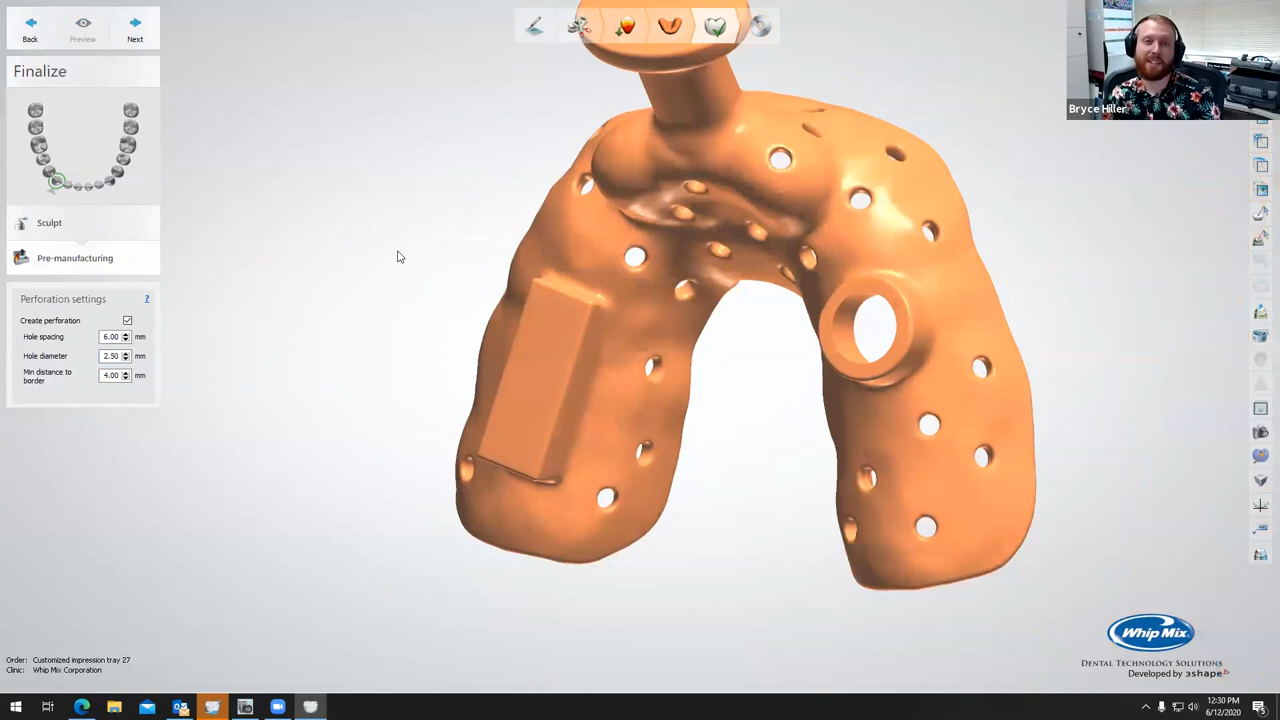 Back
Preview
Next
Finalize
Sculpt
Pre-manufacturing
Perforation settings
?
Create perforation
Hole spacing 6.00 mm
Hole diameter 2.50 mm
Min distance to
border 4.00 mm
Bryce Hiller
Order: Customized impression tray 27
Clinic: Whip Mix Corporation
Whip Mix
DENTAL TECHNOLOGY SOLUTIONS
Developed by 3shape
12:30 PM
6/12/2020
5